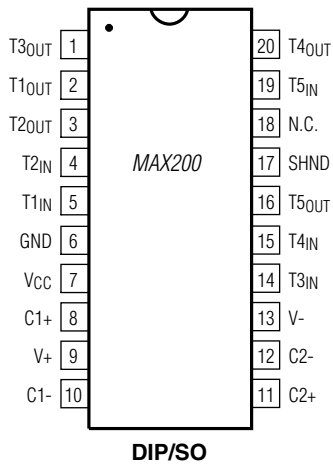 T3OUT 1 20 T4OUT
T1OUT 2 19 T5IN
T2OUT 3 18 N.C.
T2IN 4 MAX200 17 SHND
T1IN 5 16 T5OUT
GND 6 15 T4IN
VCC 7 14 T3IN
C1+ 8 13 V-
V+ 9 12 C2-
C1- 10 11 C2+
DIP/SO